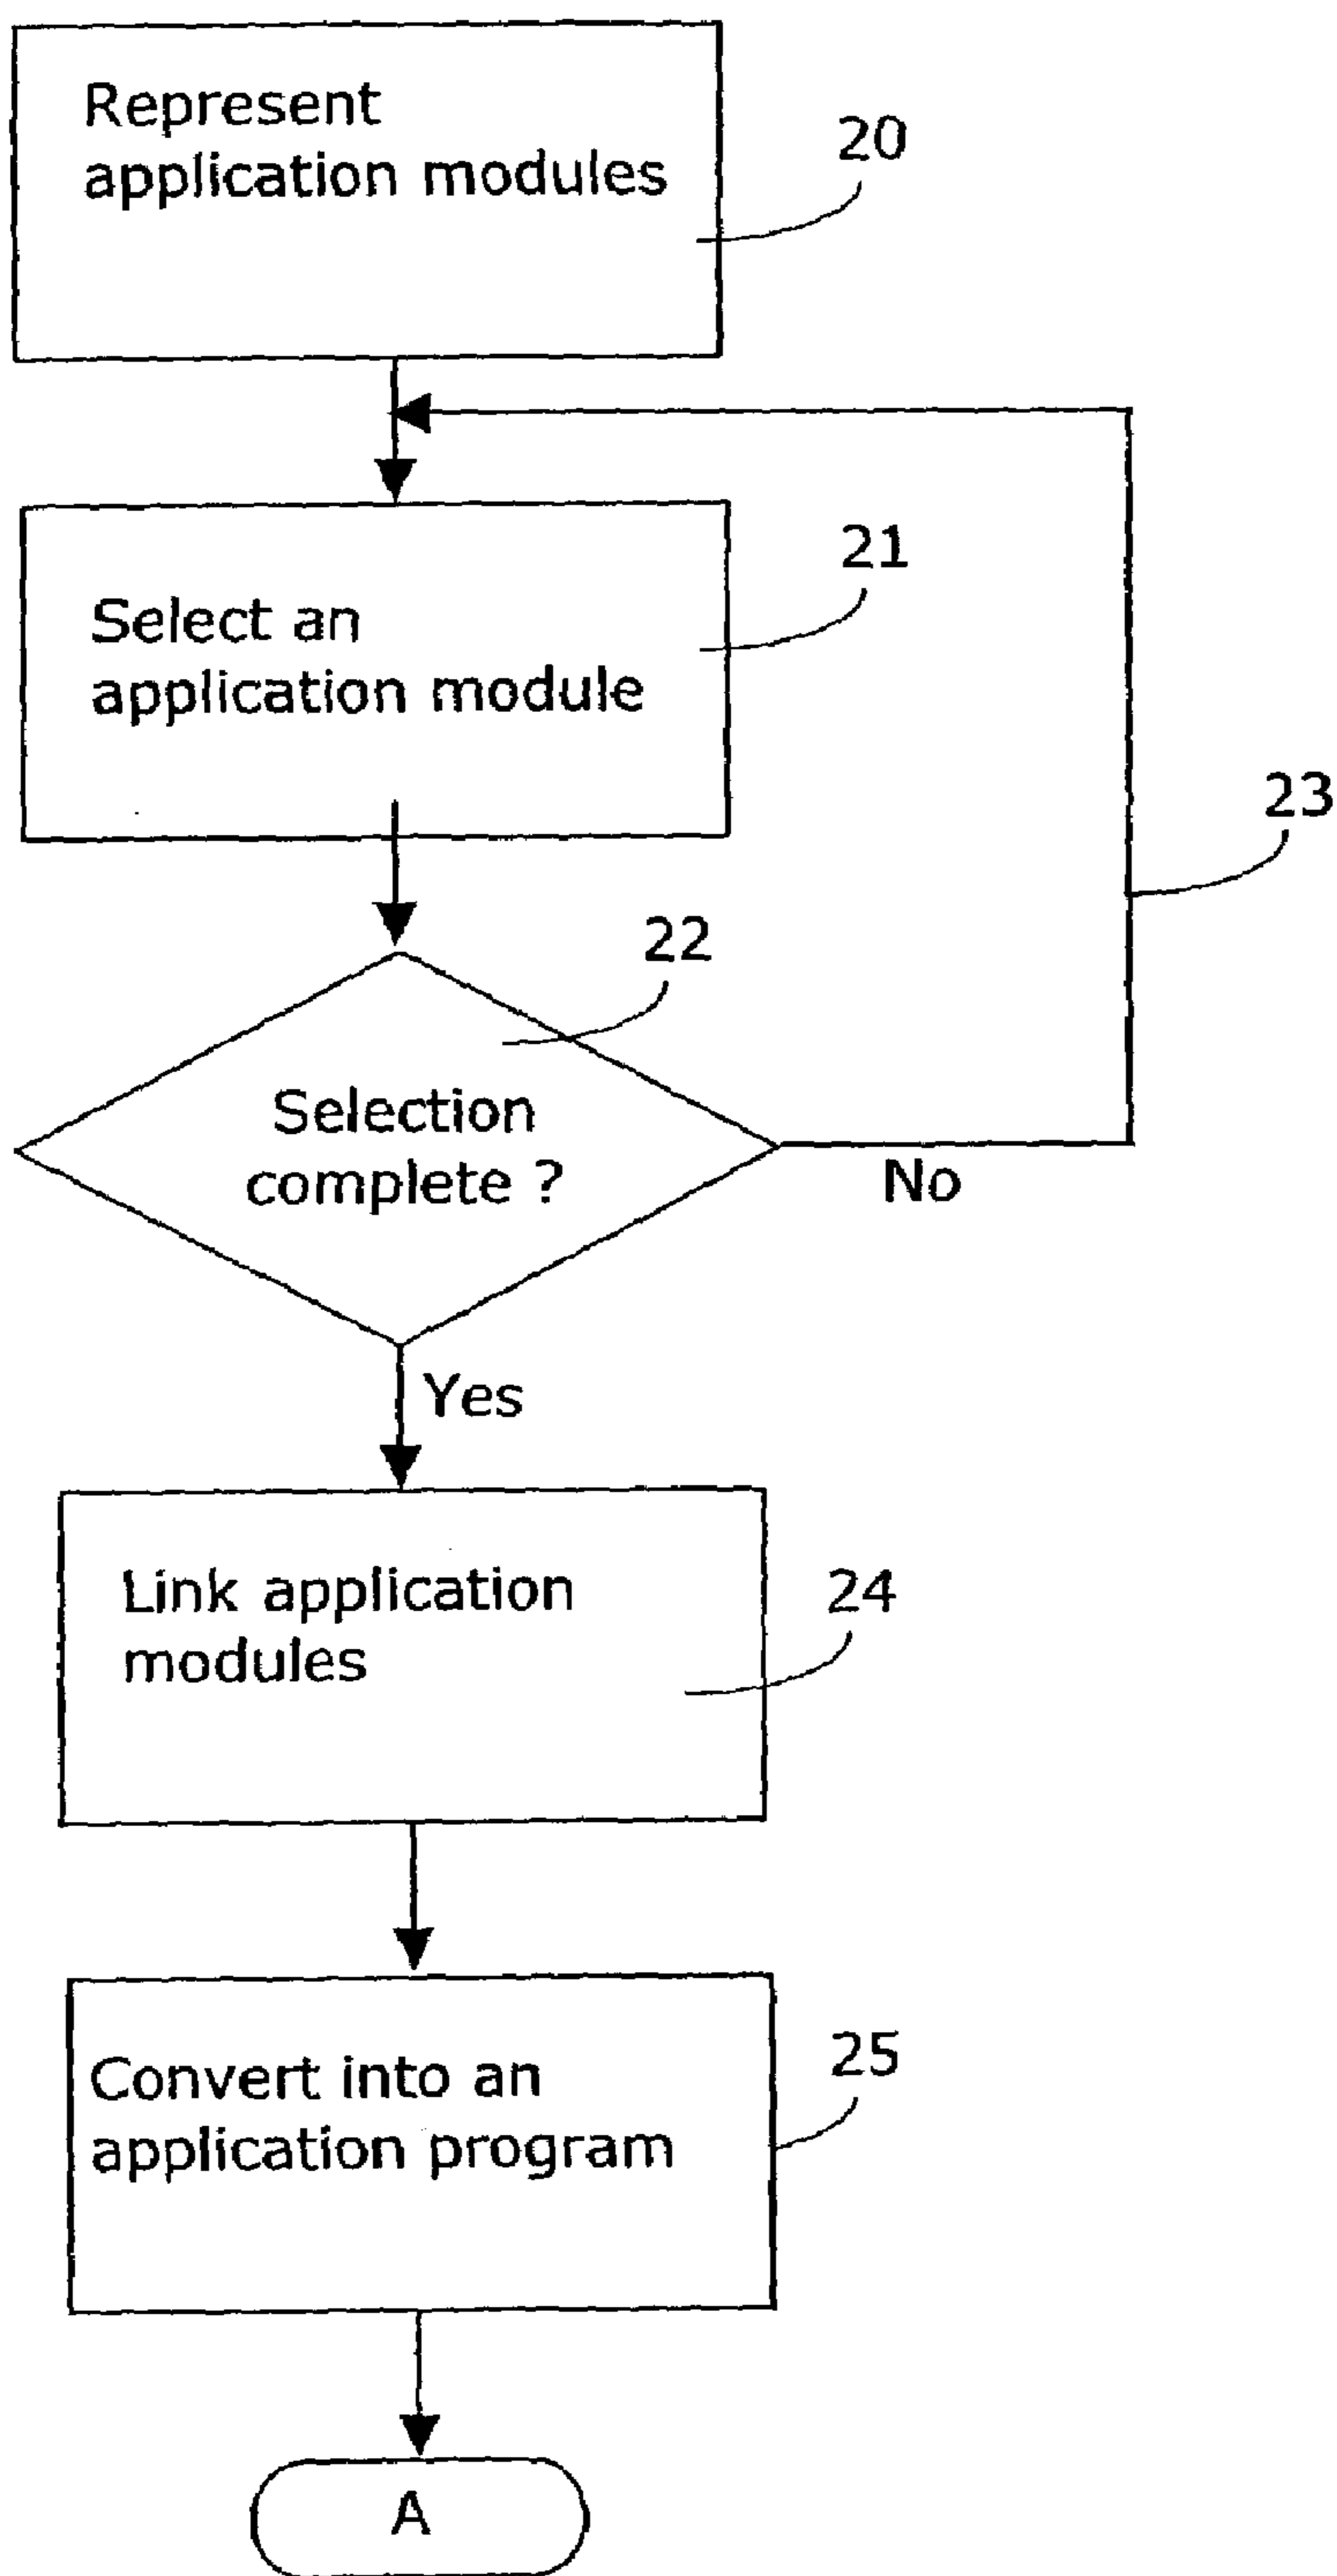 Represent
application modules
20
Select an
application module
21
23
22
Selection
complete ?
No
Yes
Link application
modules
24
Convert into an
application program
25
A